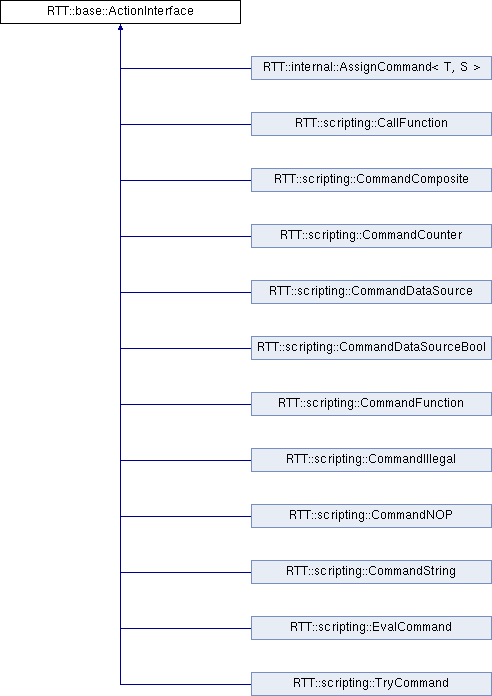 RTT::base::ActionInterface
RTT::internal::AssignCommand< T, S >
RTT::scripting::CallFunction
RTT::scripting::CommandComposite
RTT::scripting::CommandCounter
RTT::scripting::CommandDataSource
RTT::scripting::CommandDataSourceBool
RTT::scripting::CommandFunction
RTT::scripting::CommandIllegal
RTT::scripting::CommandNOP
RTT::scripting::CommandString
RTT::scripting::EvalCommand
RTT::scripting::TryCommand